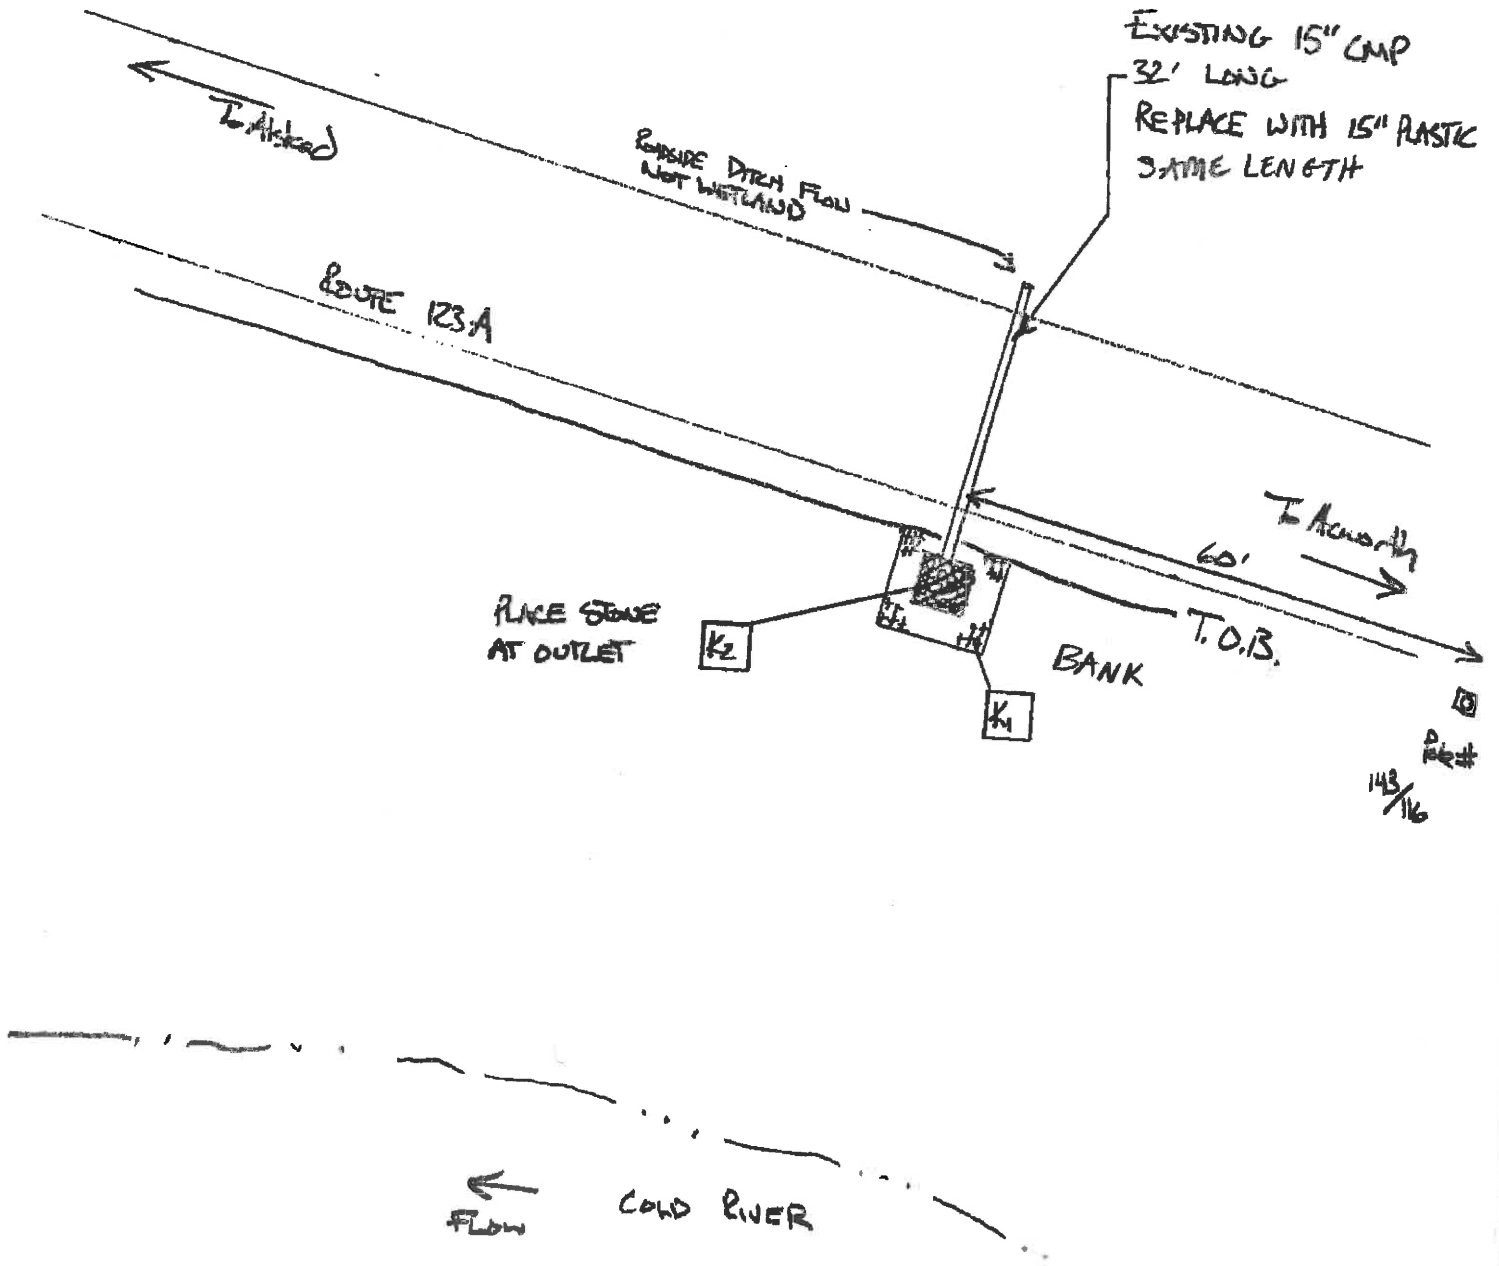 EXISTING 15" CMP
32' LONG
REPLACE WITH 15" PLASTIC
SAME LENGTH
To Alstead
ROADSIDE DITCH FLOW
NOT WETLAND
ROUTE 123A
To Acworth
60'
PLACE STONE
AT OUTLET
K2
T.O.B.
BANK
K1
Pole#
143/116
FLOW
COLD RIVER